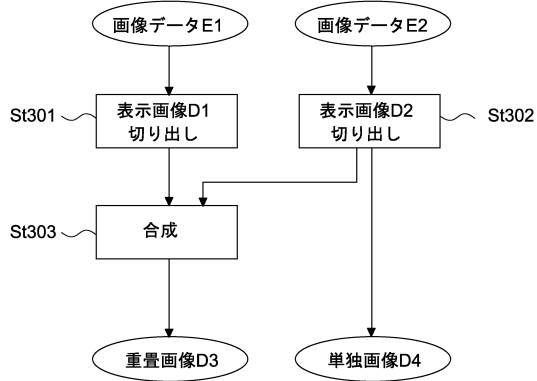 画像データE1
画像データE2
St301
表示画像D1
切り出し
表示画像D2
切り出し
St302
St303
合成
重畳画像D3
単独画像D4